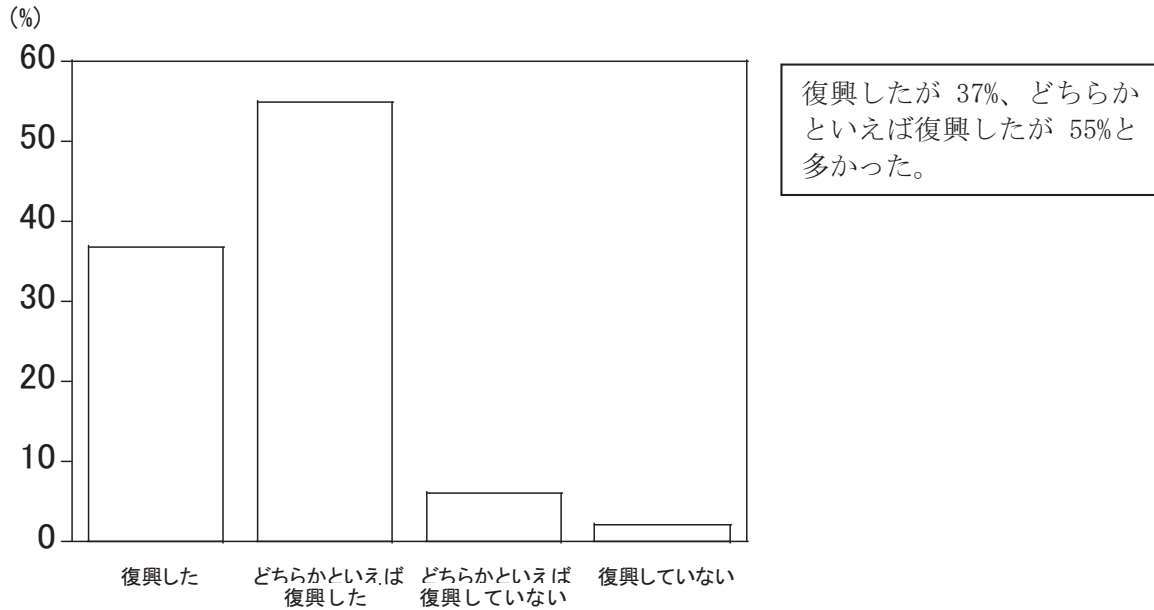 (%)
60
50
40
30
20
10
0
復興した
どちらかといえば
復興した
どちらかといえば
復興していない
復興していない
復興したが 37%、どちらか
といえば復興したが 55%と
多かった。